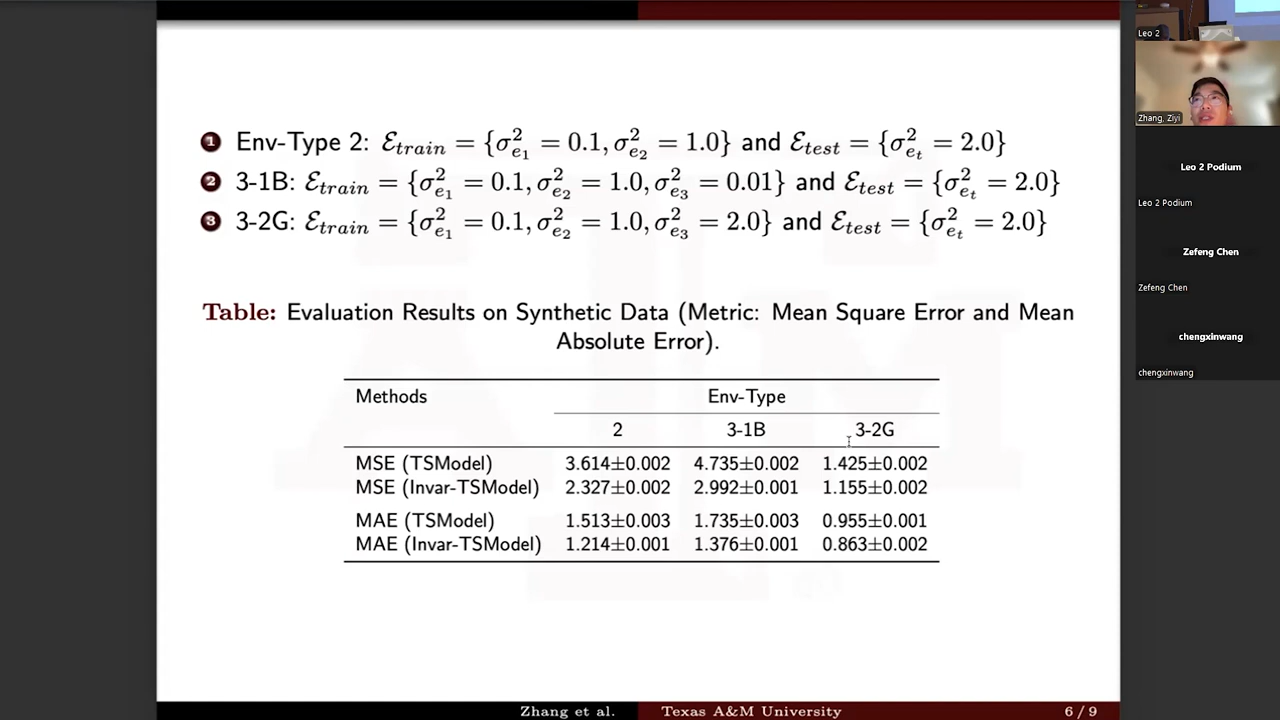 ❶ Env-Type 2: ℰ_train = {σ²_e₁ = 0.1, σ²_e₂ = 1.0} and ℰ_test = {σ²_eₜ = 2.0}
❷ 3-1B: ℰ_train = {σ²_e₁ = 0.1, σ²_e₂ = 1.0, σ²_e₃ = 0.01} and ℰ_test = {σ²_eₜ = 2.0}
❸ 3-2G: ℰ_train = {σ²_e₁ = 0.1, σ²_e₂ = 1.0, σ²_e₃ = 2.0} and ℰ_test = {σ²_eₜ = 2.0}
Table: Evaluation Results on Synthetic Data (Metric: Mean Square Error and Mean
Absolute Error).
Methods Env-Type
2 3-1B 3-2G
MSE (TSModel) 3.614±0.002 4.735±0.002 1.425±0.002
MSE (Invar-TSModel) 2.327±0.002 2.992±0.001 1.155±0.002
MAE (TSModel) 1.513±0.003 1.735±0.003 0.955±0.001
MAE (Invar-TSModel) 1.214±0.001 1.376±0.001 0.863±0.002
Zhang et al. Texas A&M University 6 / 9
Leo 2
Zhang, Ziyi
Leo 2 Podium
Leo 2 Podium
Zefeng Chen
Zefeng Chen
chengxinwang
chengxinwang